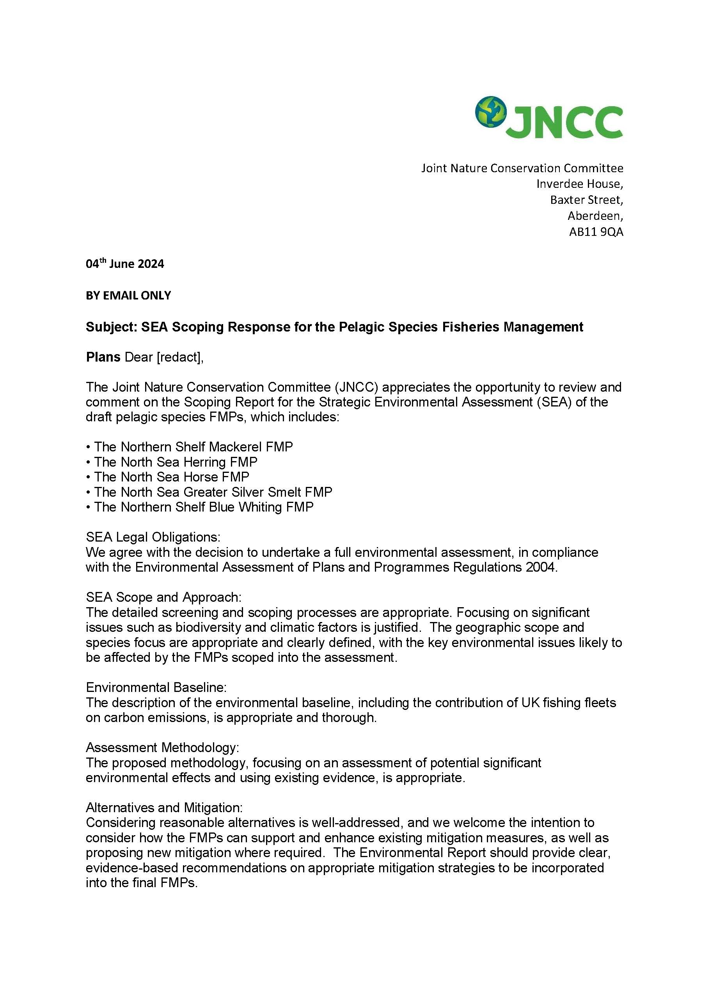 JNCC
Joint Nature Conservation Committee
Inverdee House,
Baxter Street,
Aberdeen,
AB11 9QA
04th June 2024
BY EMAIL ONLY
Subject: SEA Scoping Response for the Pelagic Species Fisheries Management
Plans Dear [redact],
The Joint Nature Conservation Committee (JNCC) appreciates the opportunity to review and
comment on the Scoping Report for the Strategic Environmental Assessment (SEA) of the
draft pelagic species FMPs, which includes:
• The Northern Shelf Mackerel FMP
• The North Sea Herring FMP
• The North Sea Horse FMP
• The North Sea Greater Silver Smelt FMP
• The Northern Shelf Blue Whiting FMP
SEA Legal Obligations:
We agree with the decision to undertake a full environmental assessment, in compliance
with the Environmental Assessment of Plans and Programmes Regulations 2004.
SEA Scope and Approach:
The detailed screening and scoping processes are appropriate. Focusing on significant
issues such as biodiversity and climatic factors is justified.  The geographic scope and
species focus are appropriate and clearly defined, with the key environmental issues likely to
be affected by the FMPs scoped into the assessment.
Environmental Baseline:
The description of the environmental baseline, including the contribution of UK fishing fleets
on carbon emissions, is appropriate and thorough.
Assessment Methodology:
The proposed methodology, focusing on an assessment of potential significant
environmental effects and using existing evidence, is appropriate.
Alternatives and Mitigation:
Considering reasonable alternatives is well-addressed, and we welcome the intention to
consider how the FMPs can support and enhance existing mitigation measures, as well as
proposing new mitigation where required.  The Environmental Report should provide clear,
evidence-based recommendations on appropriate mitigation strategies to be incorporated
into the final FMPs.